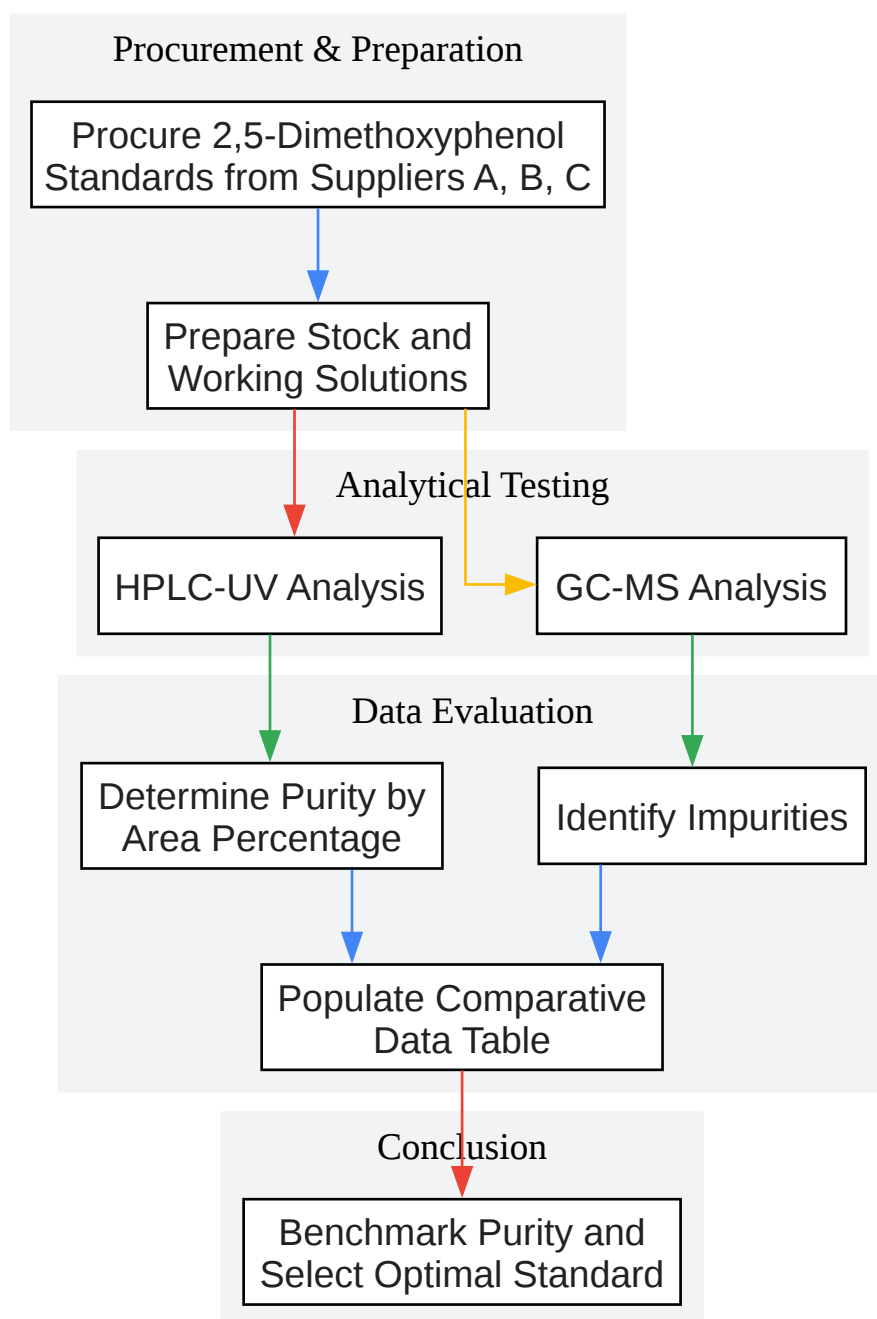 Procurement & Preparation
Procure 2,5-Dimethoxyphenol
Standards from Suppliers A, B, C
Prepare Stock and
Working Solutions
Analytical Testing
HPLC-UV Analysis
GC-MS Analysis
Data Evaluation
Determine Purity by
Area Percentage
Identify Impurities
Populate Comparative
Data Table
Conclusion
Benchmark Purity and
Select Optimal Standard